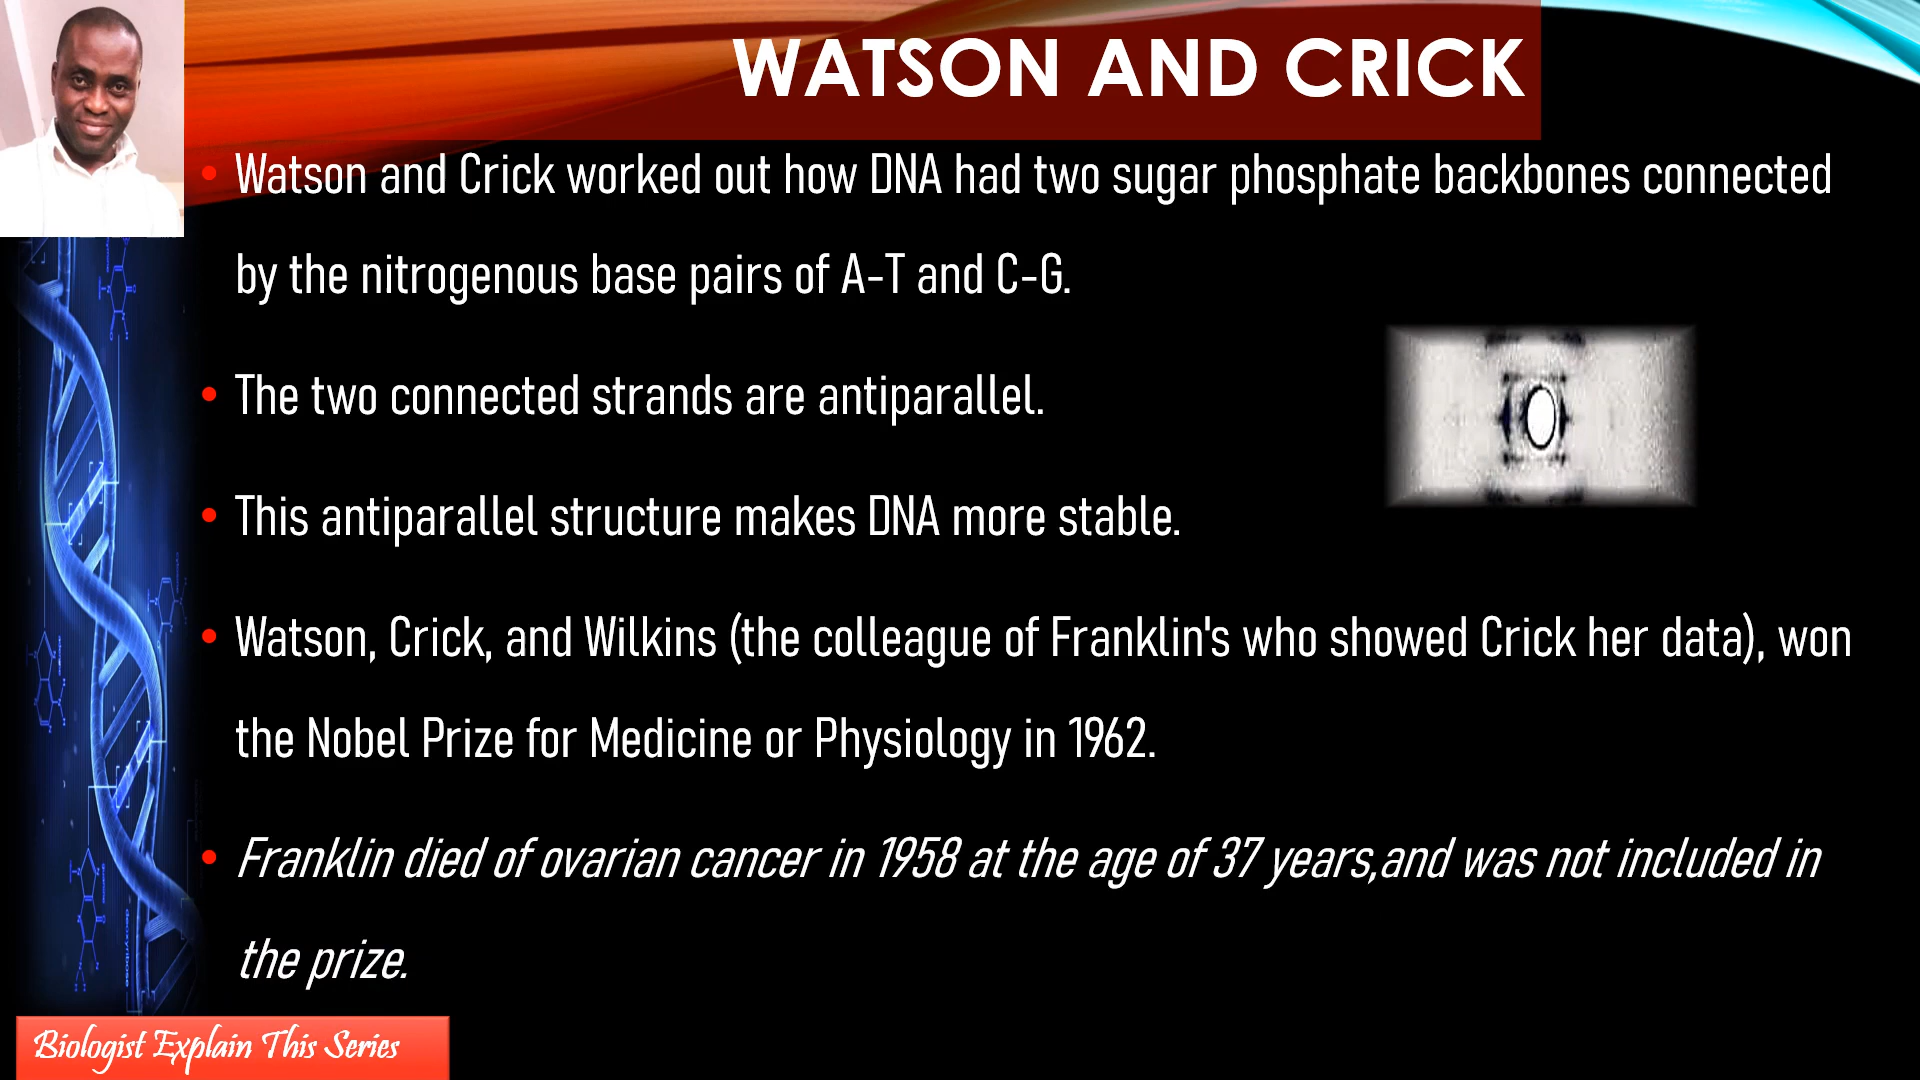 WATSON AND CRICK
• Watson and Crick worked out how DNA had two sugar phosphate backbones connected
by the nitrogenous base pairs of A-T and C-G.
• The two connected strands are antiparallel.
• This antiparallel structure makes DNA more stable.
• Watson, Crick, and Wilkins (the colleague of Franklin's who showed Crick her data), won
the Nobel Prize for Medicine or Physiology in 1962.
• Franklin died of ovarian cancer in 1958 at the age of 37 years,and was not included in
the prize.
deoxyribose
Biologist Explain This Series